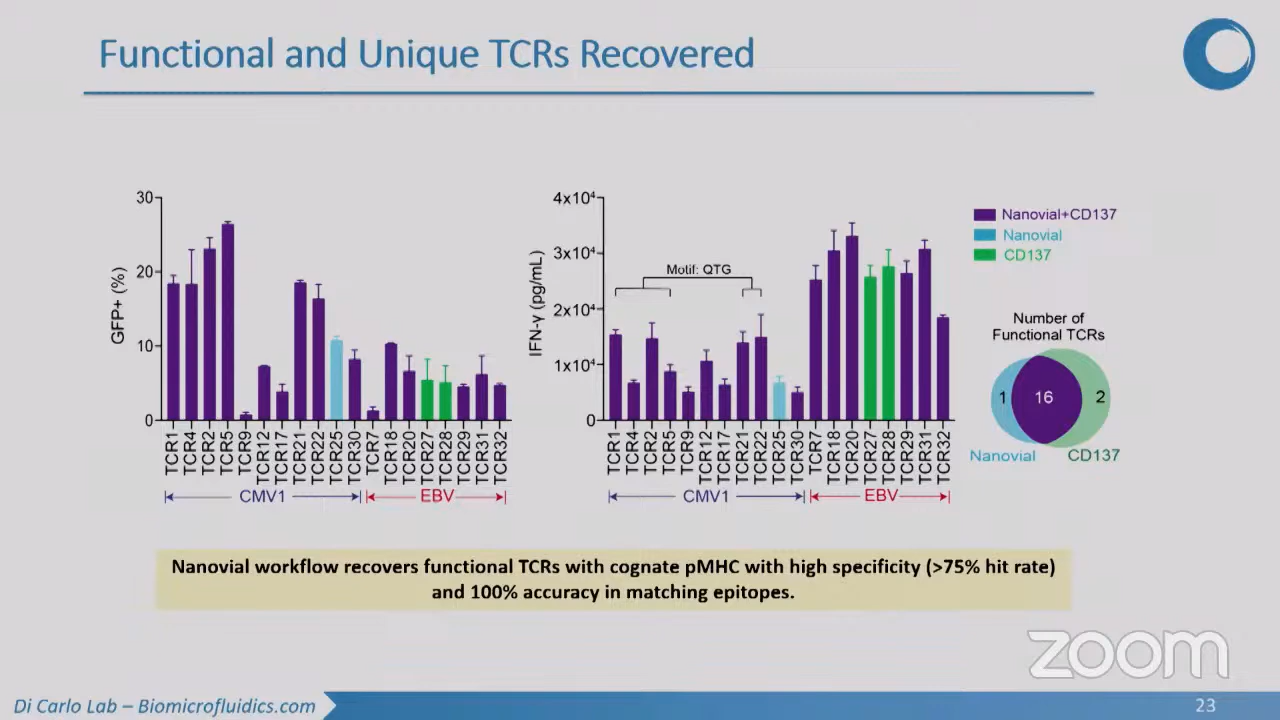 Functional and Unique TCRs Recovered
30
20
10
0
GFP+ (%)
TCR1
TCR4
TCR2
TCR5
TCR9
TCR12
TCR17
TCR21
TCR22
TCR25
TCR30
TCR7
TCR18
TCR20
TCR27
TCR28
TCR29
TCR31
TCR32
CMV1
EBV
4x10⁴
3x10⁴
2x10⁴
1x10⁴
0
IFN-γ (pg/mL)
Motif: QTG
TCR1
TCR4
TCR2
TCR5
TCR9
TCR12
TCR17
TCR21
TCR22
TCR25
TCR30
TCR7
TCR18
TCR20
TCR27
TCR28
TCR29
TCR31
TCR32
CMV1
EBV
Nanovial+CD137
Nanovial
CD137
Number of
Functional TCRs
1
16
2
Nanovial
CD137
Nanovial workflow recovers functional TCRs with cognate pMHC with high specificity (>75% hit rate)
and 100% accuracy in matching epitopes.
zoom
Di Carlo Lab – Biomicrofluidics.com
23